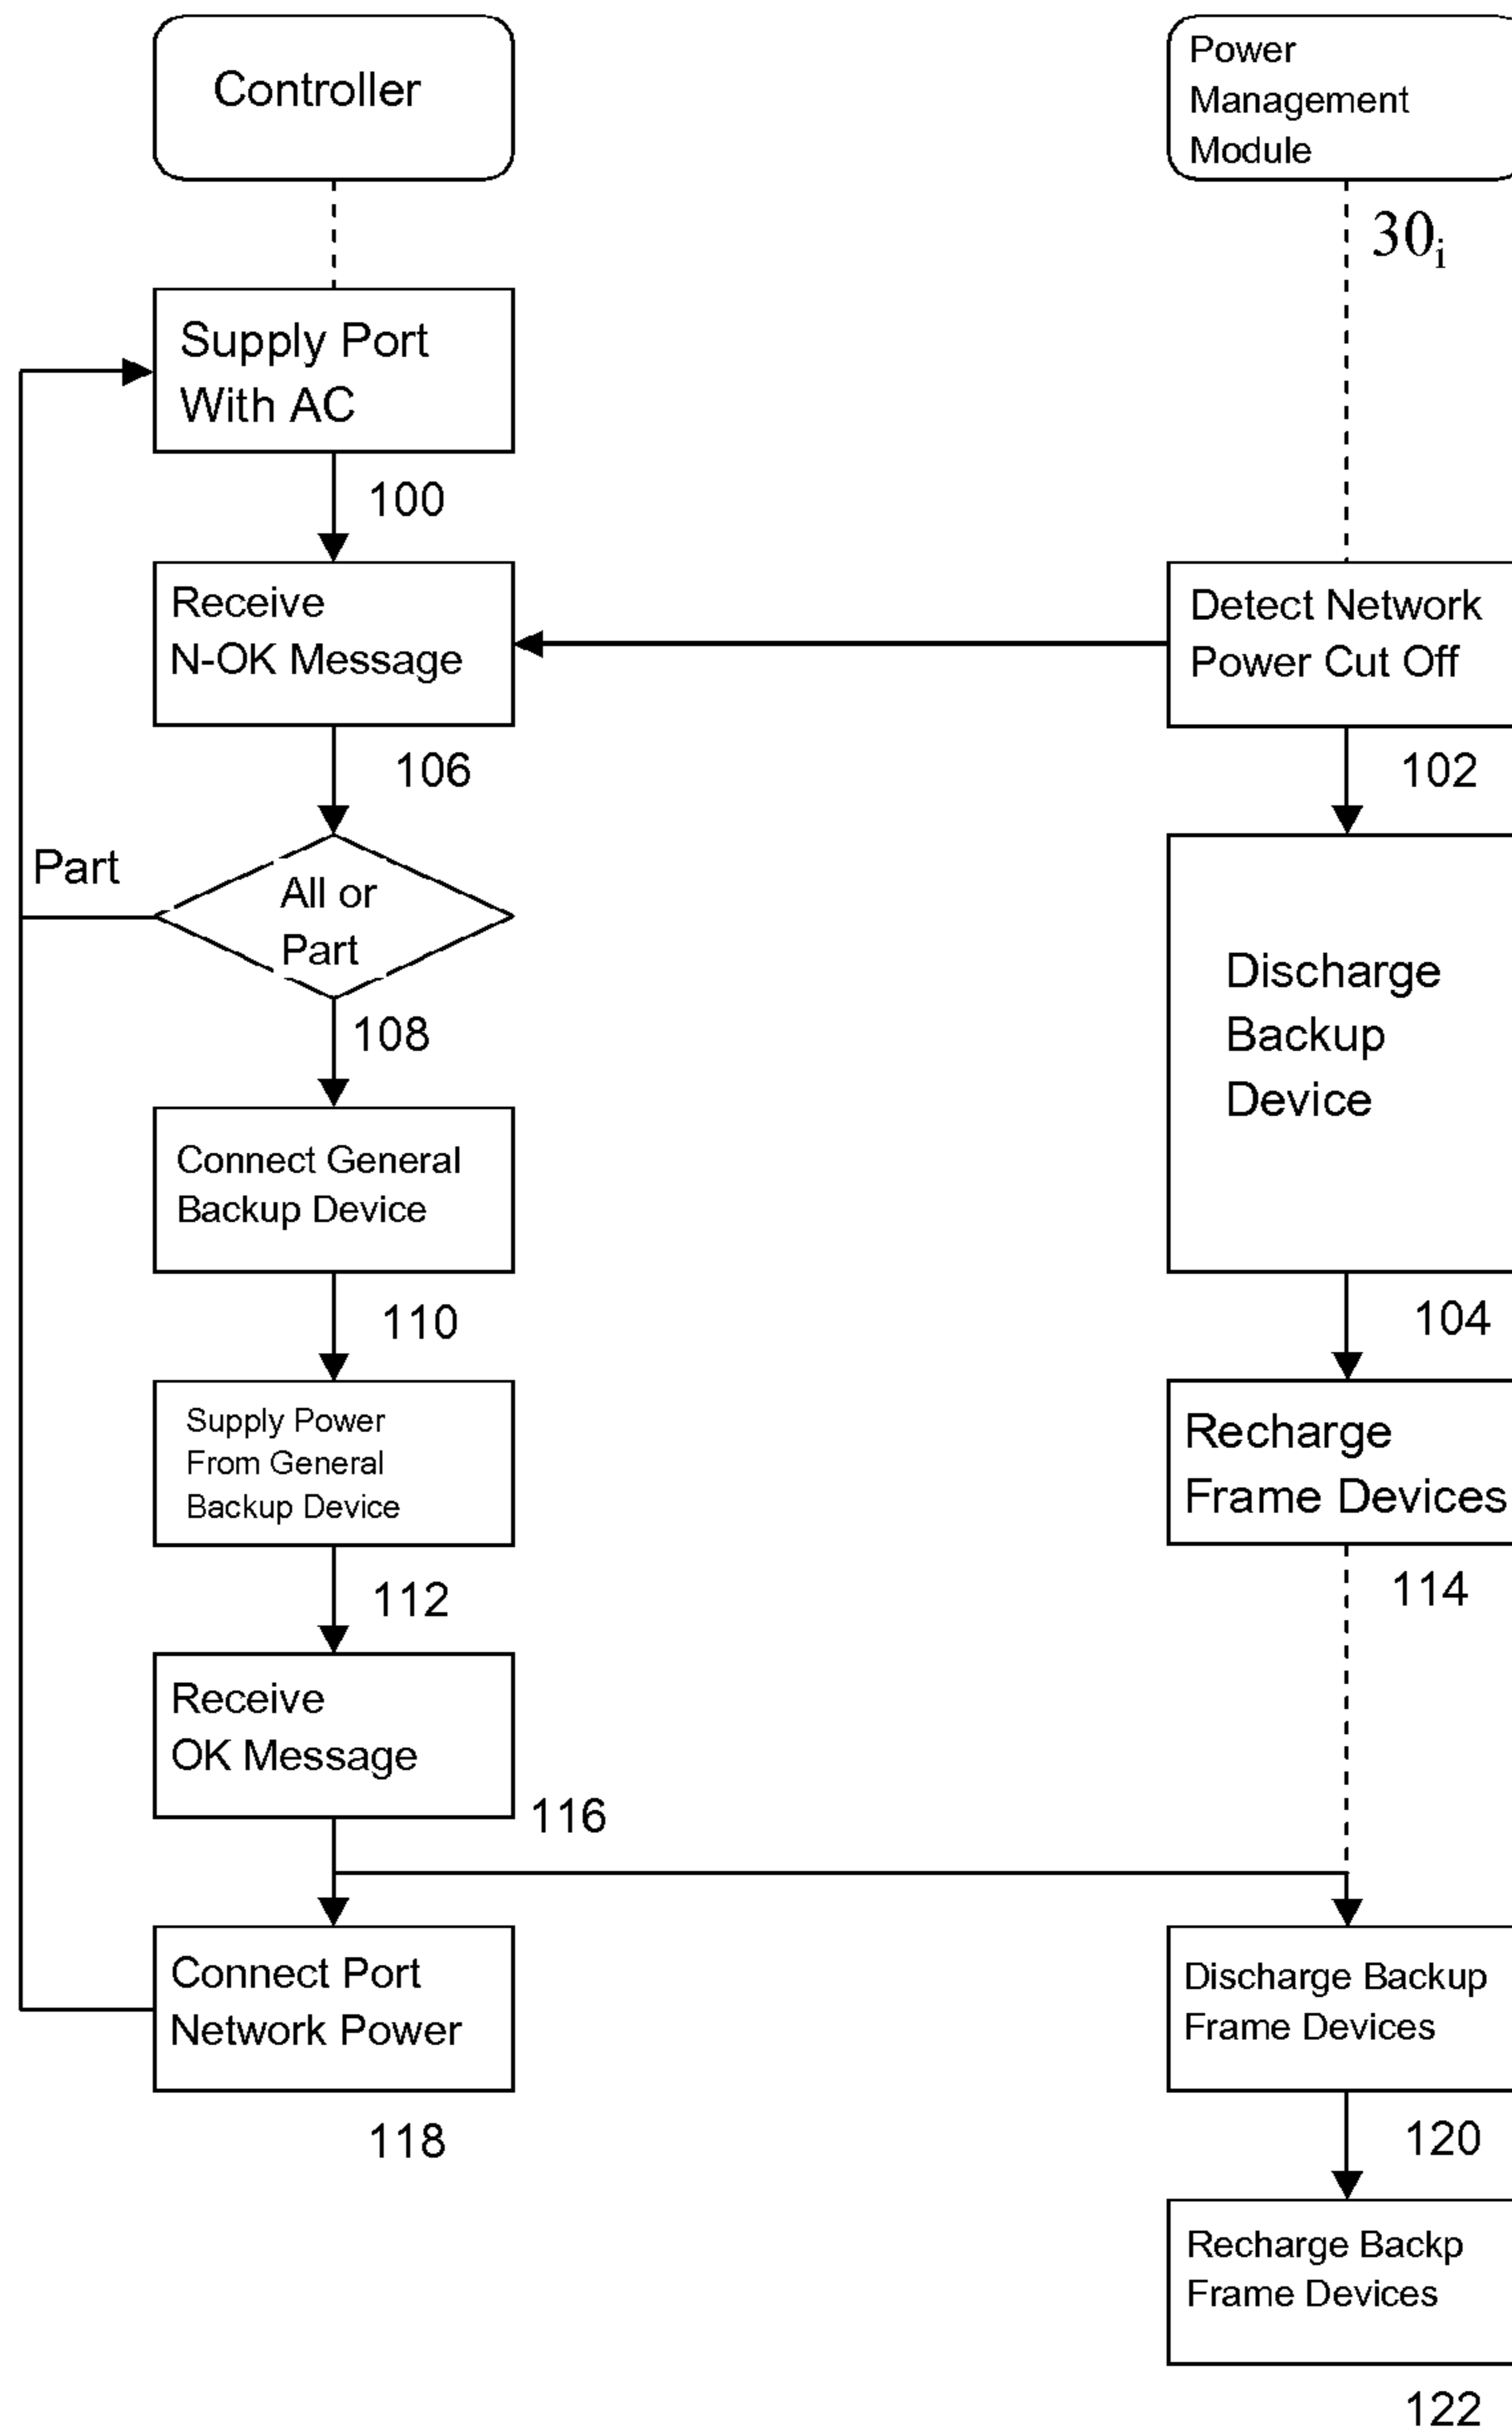 Controller
Power
Management
Module
30i
Supply Port
With AC
100
Receive
N-OK Message
Detect Network
Power Cut Off
106
102
Part
All or
Part
108
Discharge
Backup
Device
Connect General
Backup Device
110
104
Supply Power
From General
Backup Device
Recharge
Frame Devices
112
114
Receive
OK Message
116
Connect Port
Network Power
Discharge Backup
Frame Devices
118
120
Recharge Backp
Frame Devices
122